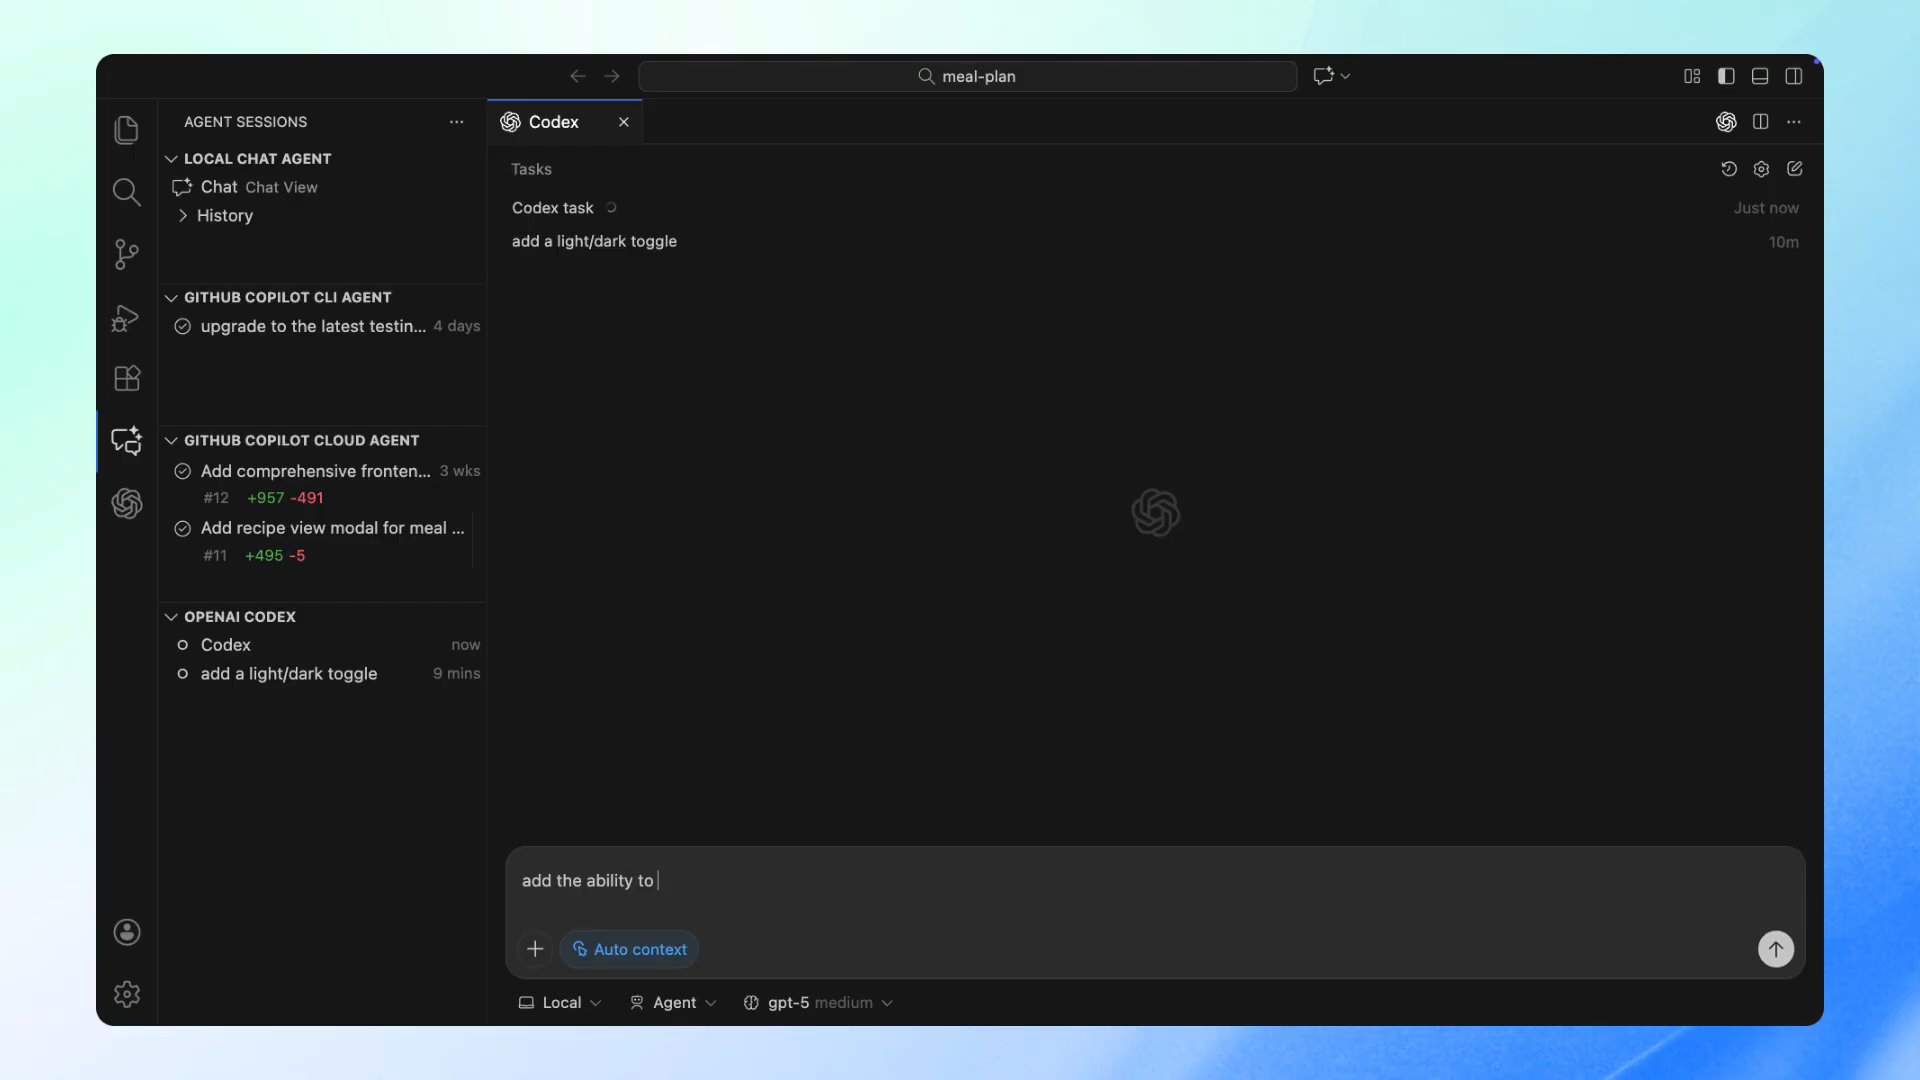 meal-plan
AGENT SESSIONS
LOCAL CHAT AGENT
Chat Chat View
History
GITHUB COPILOT CLI AGENT
upgrade to the latest testin... 4 days
GITHUB COPILOT CLOUD AGENT
Add comprehensive fronten... 3 wks
#12 +957 -491
Add recipe view modal for meal ...
#11 +495 -5
OPENAI CODEX
Codex now
add a light/dark toggle 9 mins
Codex
Tasks
Codex task Just now
add a light/dark toggle 10m
add the ability to
Auto context
Local Agent gpt-5 medium